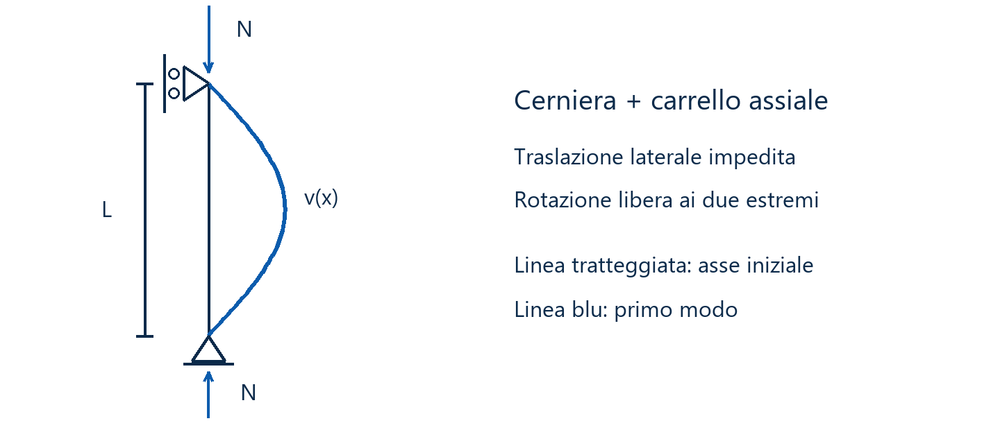 N
L
v(x)
N
Cerniera + carrello assiale
Traslazione laterale impedita
Rotazione libera ai due estremi
Linea tratteggiata: asse iniziale
Linea blu: primo modo